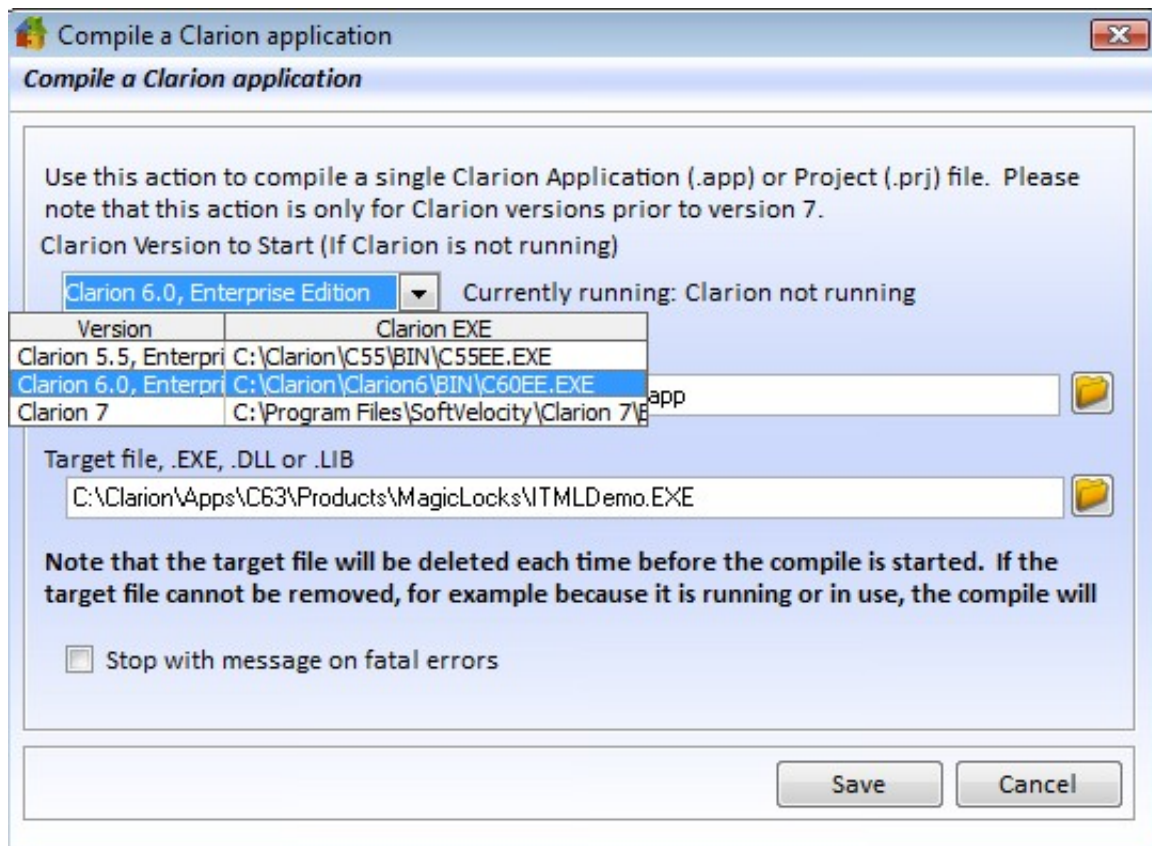 Compile a Clarion application
Compile a Clarion application
Use this action to compile a single Clarion Application (.app) or Project (.prj) file.  Please
note that this action is only for Clarion versions prior to version 7.
Clarion Version to Start (If Clarion is not running)
Clarion 6.0, Enterprise Edition Currently running: Clarion not running
Version Clarion EXE
Clarion 5.5, Enterpri C:\Clarion\C55\BIN\C55EE.EXE
Clarion 6.0, Enterpri C:\Clarion\Clarion6\BIN\C60EE.EXE
app
Clarion 7 C:\Program Files\SoftVelocity\Clarion 7\B
Target file, .EXE, .DLL or .LIB
C:\Clarion\Apps\C63\Products\MagicLocks\ITMLDemo.EXE
Note that the target file will be deleted each time before the compile is started.  If the
target file cannot be removed, for example because it is running or in use, the compile will
Stop with message on fatal errors
Save Cancel